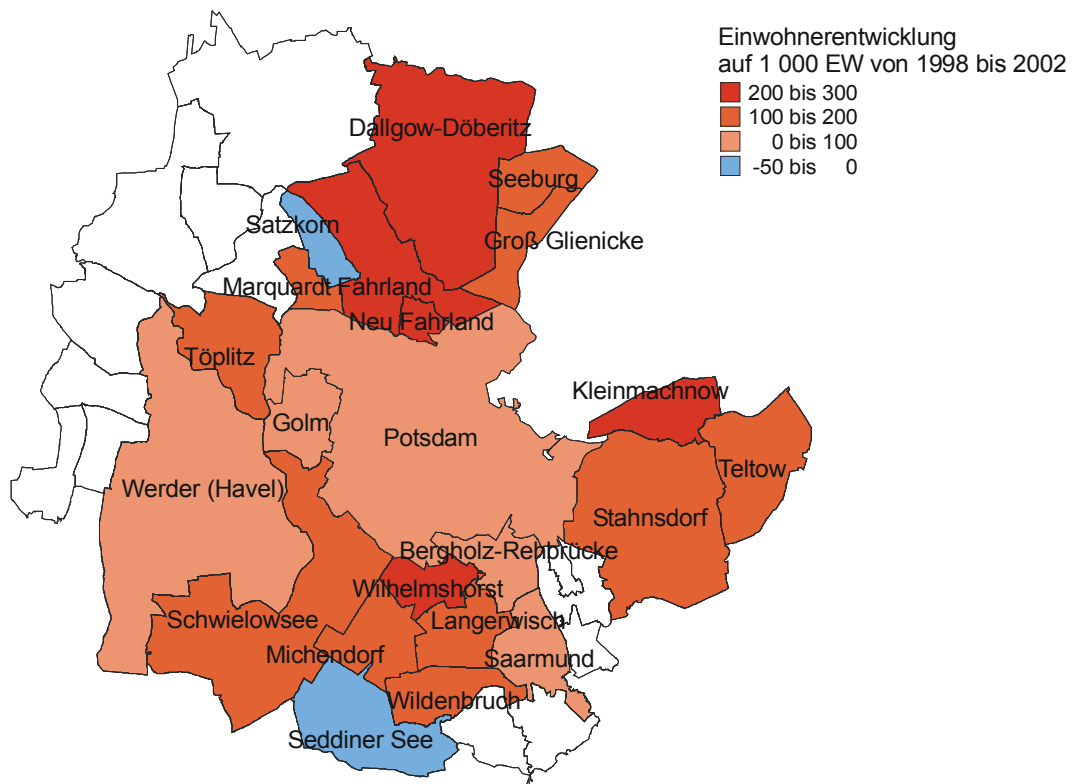 Einwohnerentwicklung
auf 1 000 EW von 1998 bis 2002
200 bis 300
100 bis 200
0 bis 100
-50 bis 0
Dallgow-Döberitz
Seeburg
Satzkorn
Groß Glienicke
Marquardt Fahrland
Neu Fahrland
Töplitz
Kleinmachnow
Golm
Potsdam
Teltow
Werder (Havel)
Stahnsdorf
Bergholz-Rehbrücke
Wilhelmshorst
Schwielowsee
Langerwisch
Michendorf
Saarmund
Wildenbruch
Seddiner See